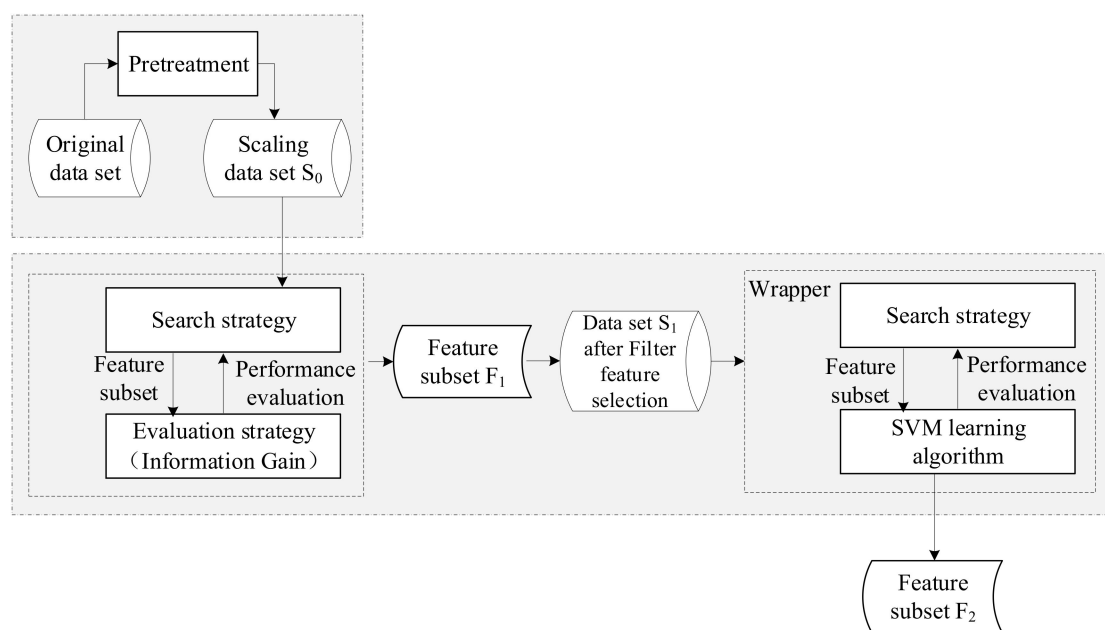 Pretreatment
Original
data set
Scaling
data set S₀
Search strategy
Feature
subset
Performance
evaluation
Evaluation strategy
（Information Gain）
Feature
subset F₁
Data set S₁
after Filter
feature
selection
Wrapper
Search strategy
Feature
subset
Performance
evaluation
SVM learning
algorithm
Feature
subset F₂